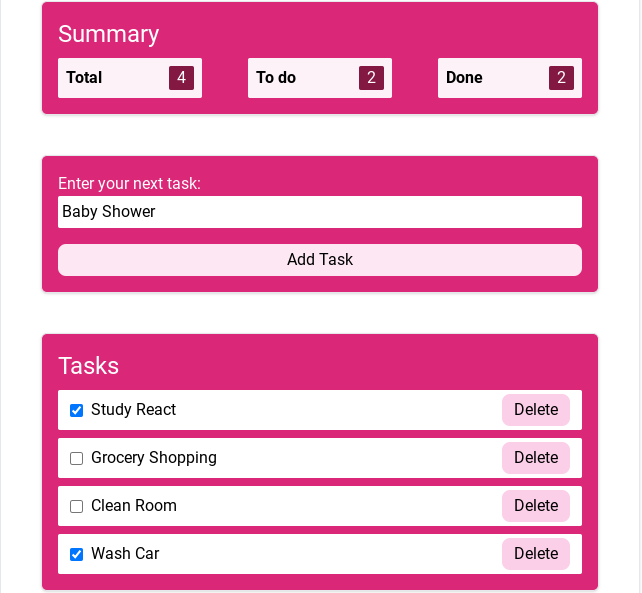 Summary
Total 4 To do 2 Done 2
Enter your next task:
Baby Shower
Add Task
Tasks
Study React Delete
Grocery Shopping Delete
Clean Room Delete
Wash Car Delete